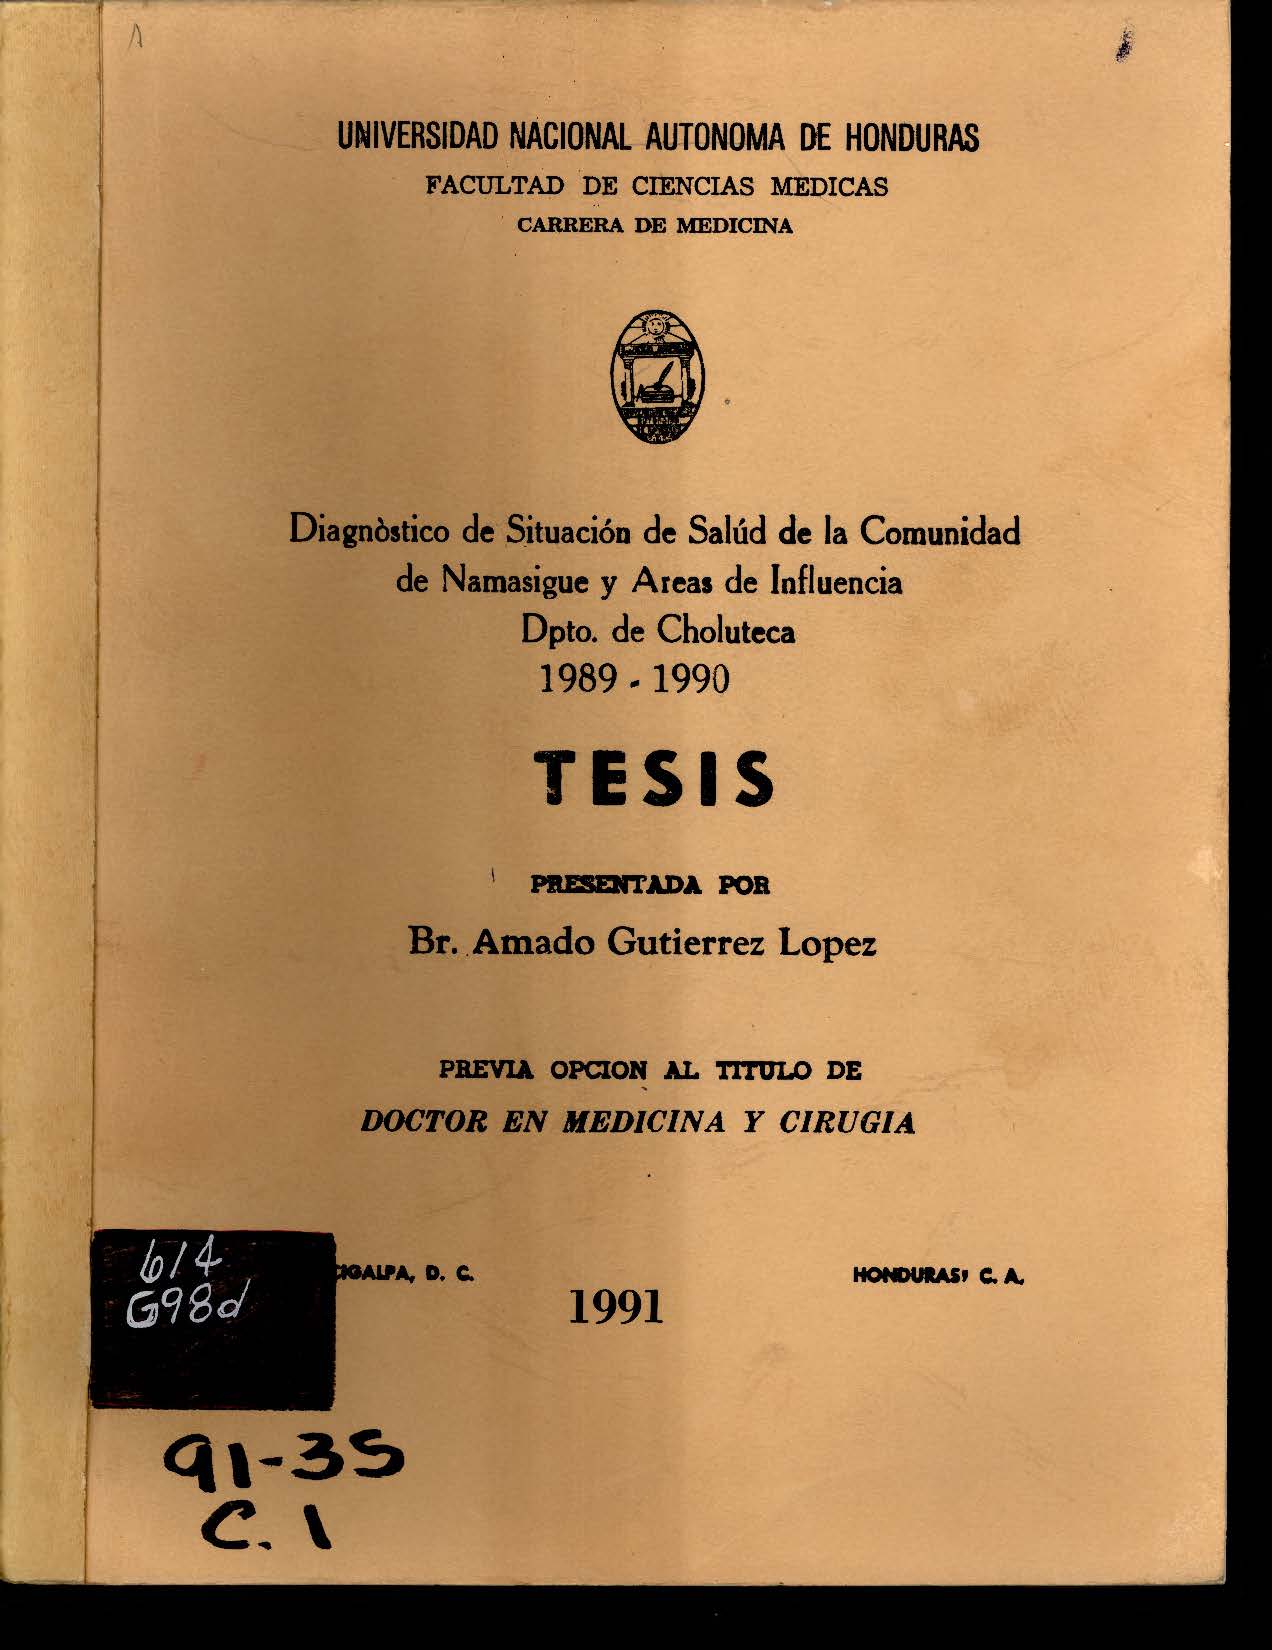 UNIVERSIDAD NACIONAL AUTONOMA DE HONDURAS
FACULTAD DE CIENCIAS MEDICAS
CARRERA DE MEDICINA
Diagnòstico de Situación de Salúd de la Comunidad
de Namasigue y Areas de Influencia
Dpto. de Choluteca
1989 - 1990
TESIS
PRESENTADA POR
Br. Amado Gutierrez Lopez
PREVIA OPCION AL TITULO DE
DOCTOR EN MEDICINA Y CIRUGIA
CIGALPA, D. C. HONDURAS, C. A.
1991
614
G98d
91-35
C. 1